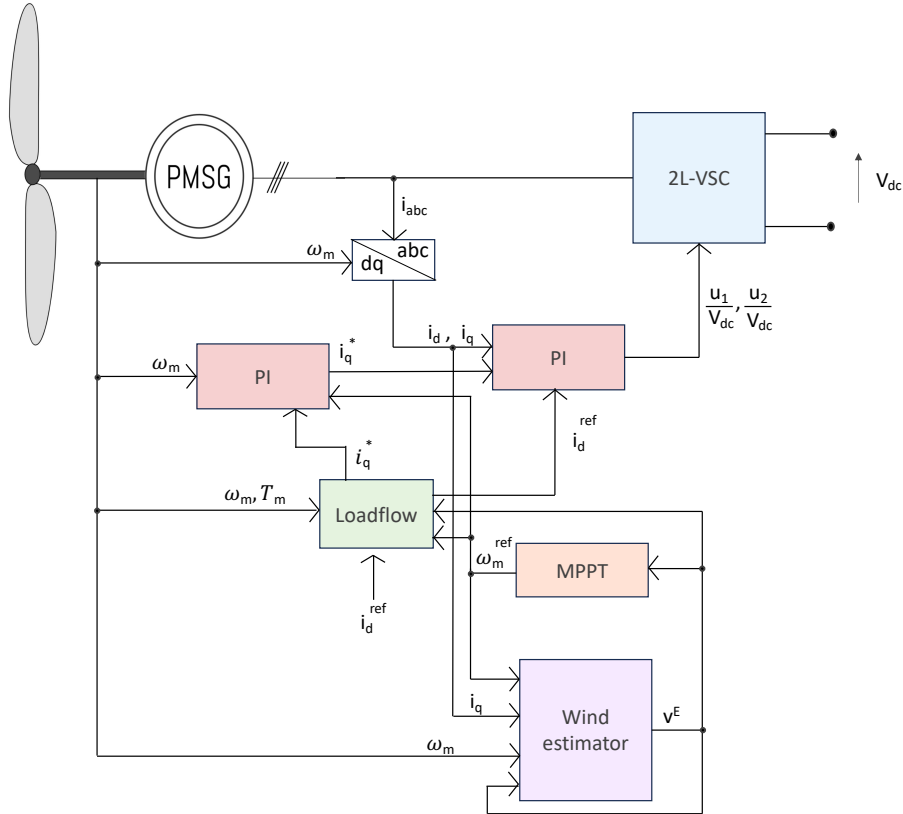 PMSG
2L-VSC
V_dc
i_abc
ω_m
abc
dq
u_1/V_dc, u_2/V_dc
i_d , i_q
i_q^*
PI
ω_m
PI
i_d^ref
i_q^*
ω_m, T_m
Loadflow
ω_m^ref
MPPT
i_d^ref
i_q
Wind
estimator
v^E
ω_m